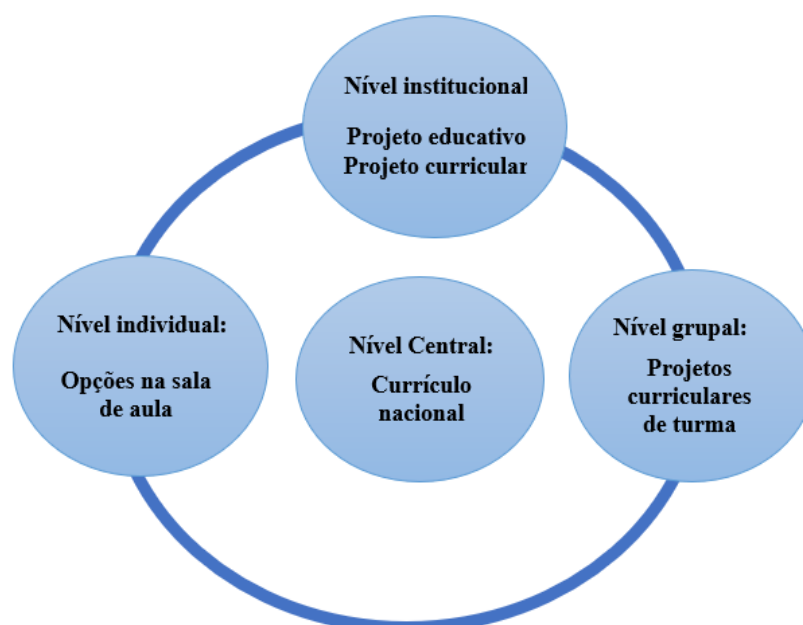 Nível institucional
Projeto educativo
Projeto curricular
Nível individual:
Opções na sala
de aula
Nível Central:
Currículo
nacional
Nível grupal:
Projetos
curriculares
de turma